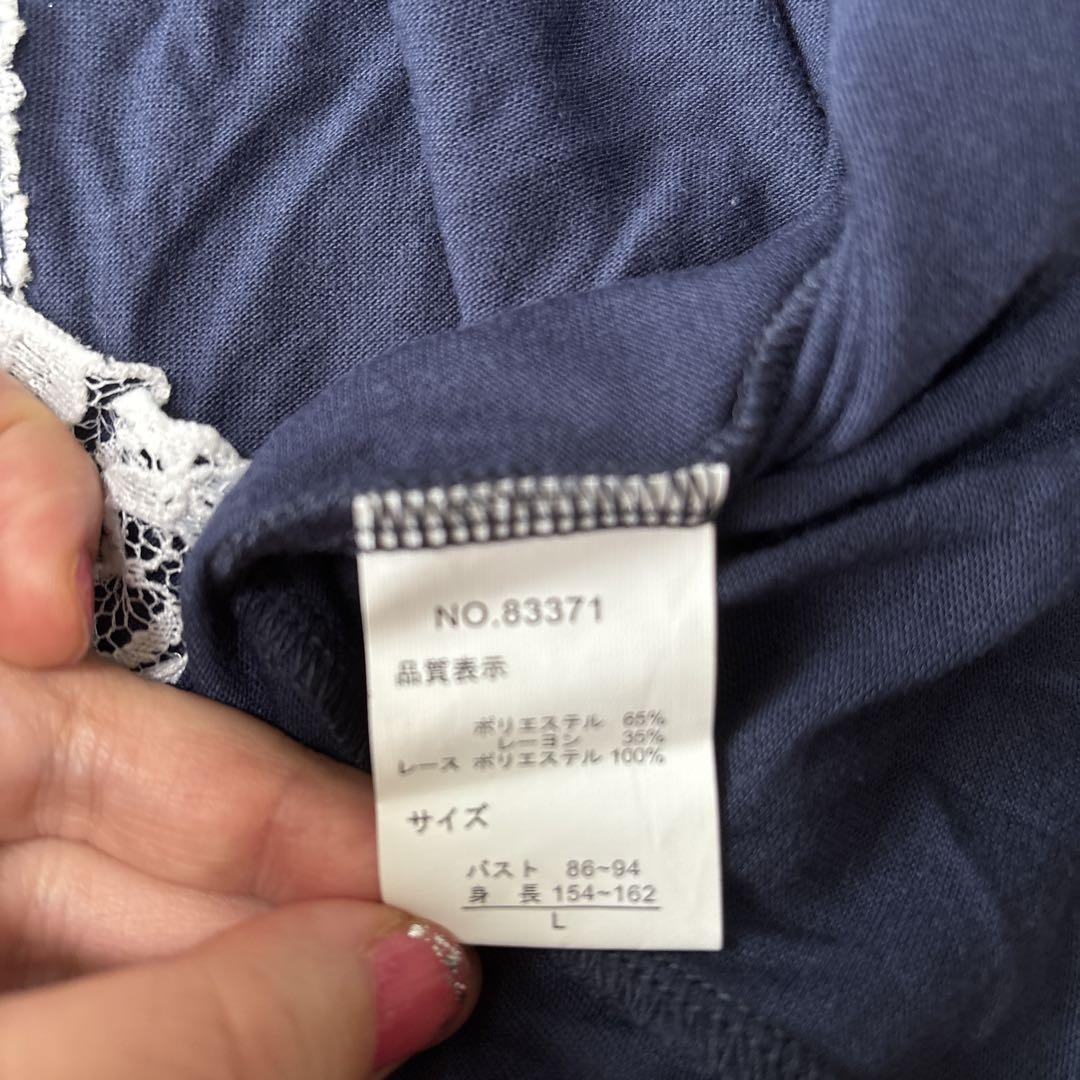 NO.83371
品質表示
ポリエステル 65%
レーヨン 35%
レース ポリエステル 100%
サイズ
バスト 86~94
身 長 154~162
L